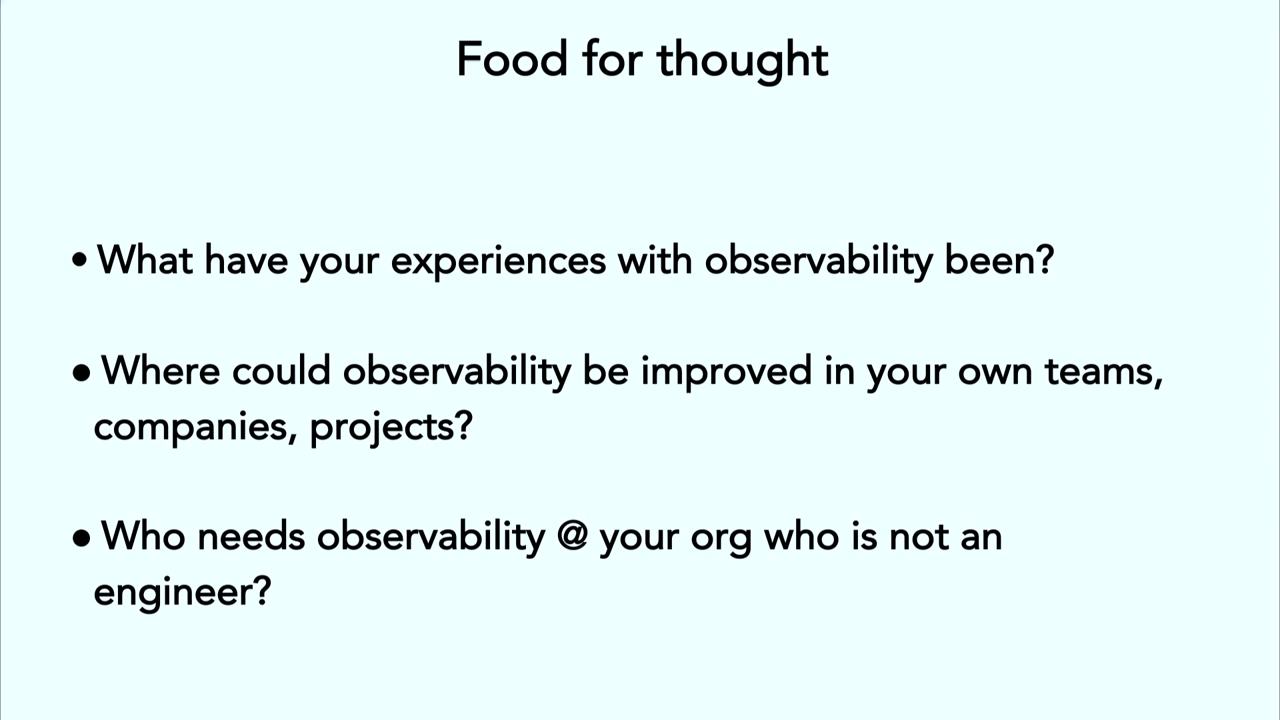 Food for thought
• What have your experiences with observability been?
• Where could observability be improved in your own teams,
companies, projects?
• Who needs observability @ your org who is not an
engineer?